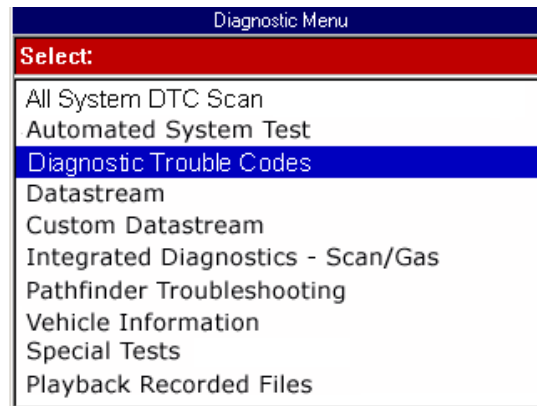 Diagnostic Menu
Select:
All System DTC Scan
Automated System Test
Diagnostic Trouble Codes
Datastream
Custom Datastream
Integrated Diagnostics - Scan/Gas
Pathfinder Troubleshooting
Vehicle Information
Special Tests
Playback Recorded Files